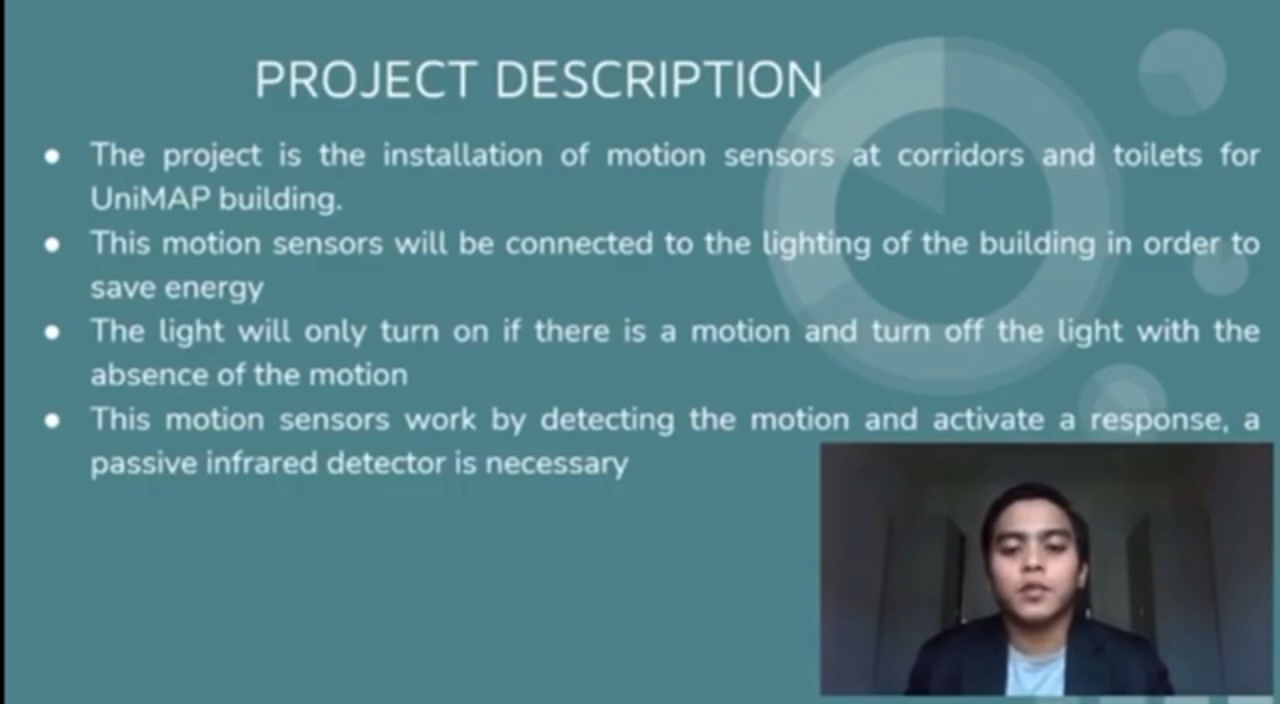 PROJECT DESCRIPTION
● The project is the installation of motion sensors at corridors and toilets for
UniMAP building.
● This motion sensors will be connected to the lighting of the building in order to
save energy
● The light will only turn on if there is a motion and turn off the light with the
absence of the motion
● This motion sensors work by detecting the motion and activate a response, a
passive infrared detector is necessary